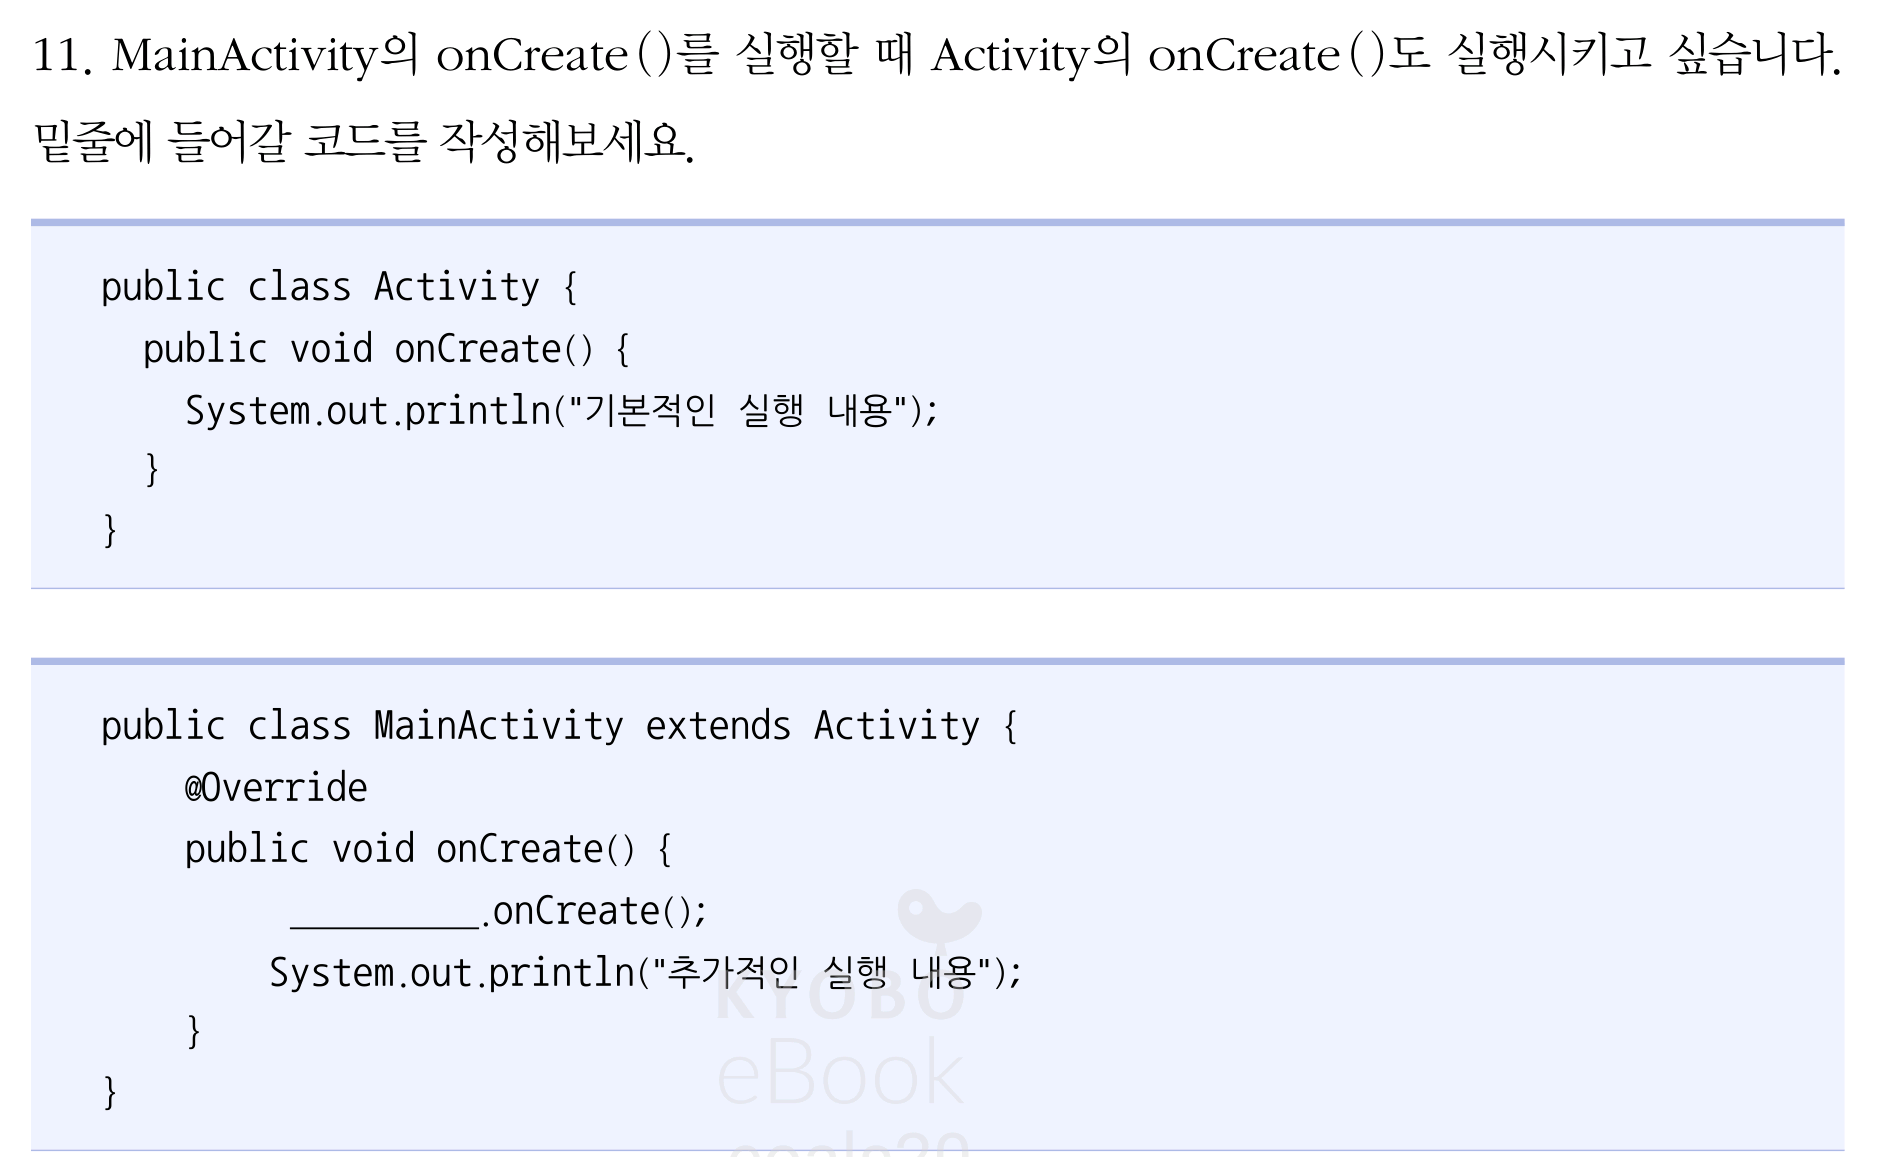 11. MainActivity의 onCreate()를 실행할 때 Activity의 onCreate()도 실행시키고 싶습니다.
밑줄에 들어갈 코드를 작성해보세요.
public class Activity {
  public void onCreate() {
    System.out.println("기본적인 실행 내용");
  }
}
public class MainActivity extends Activity {
    @Override
    public void onCreate() {
         _________.onCreate();
        System.out.println("추가적인 실행 내용");
    }
}
KYOBO
eBook